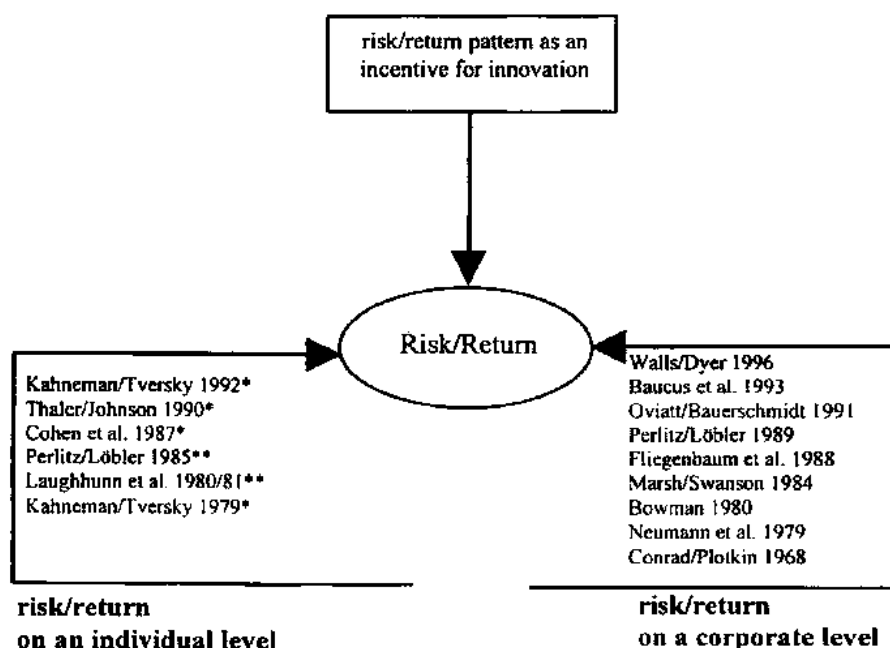 risk/return pattern as an
incentive for innovation
Risk/Return
Kahneman/Tversky 1992*
Thaler/Johnson 1990*
Cohen et al. 1987*
Perlitz/Löbler 1985**
Laughhunn et al. 1980/81**
Kahneman/Tversky 1979*
risk/return
on an individual level
Walls/Dyer 1996
Baucus et al. 1993
Oviatt/Bauerschmidt 1991
Perlitz/Löbler 1989
Fliegenbaum et al. 1988
Marsh/Swanson 1984
Bowman 1980
Neumann et al. 1979
Conrad/Plotkin 1968
risk/return
on a corporate level